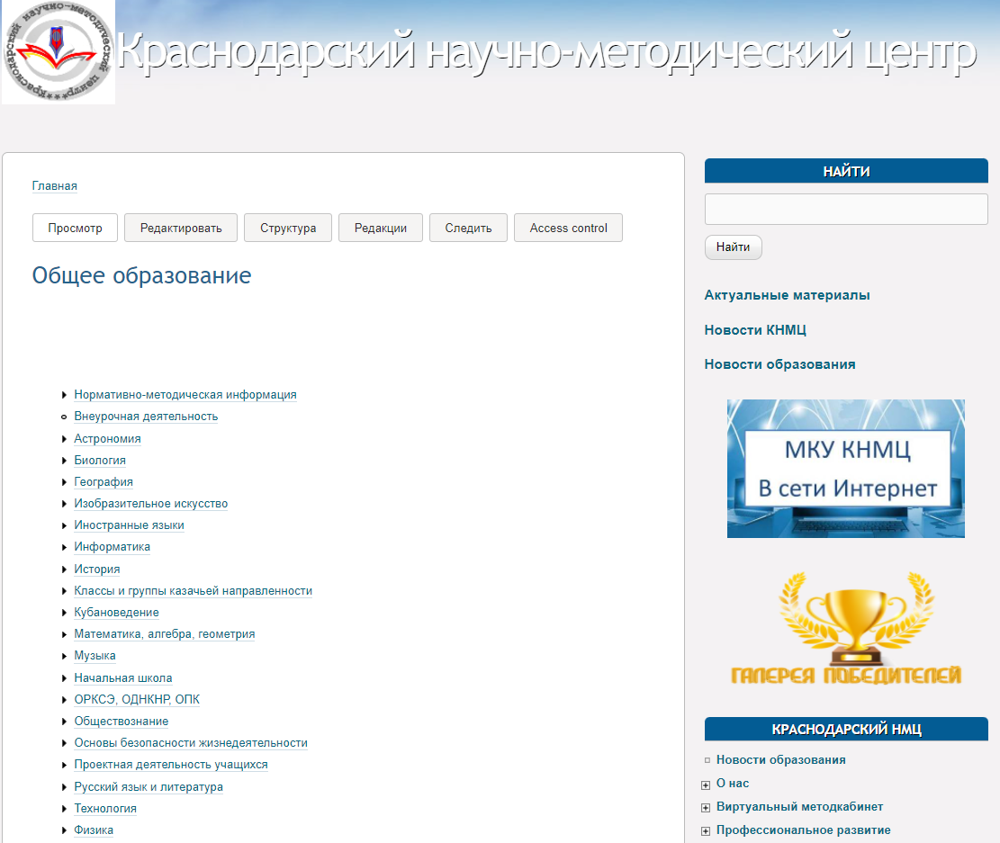 Краснодарский научно-методический центр
Краснодарский научно-методический центр
Главная
Просмотр Редактировать Структура Редакции Следить Access control
Общее образование
Нормативно-методическая информация
Внеурочная деятельность
Астрономия
Биология
География
Изобразительное искусство
Иностранные языки
Информатика
История
Классы и группы казачьей направленности
Кубановедение
Математика, алгебра, геометрия
Музыка
Начальная школа
ОРКСЭ, ОДНКНР, ОПК
Обществознание
Основы безопасности жизнедеятельности
Проектная деятельность учащихся
Русский язык и литература
Технология
Физика
НАЙТИ
Найти
Актуальные материалы
Новости КНМЦ
Новости образования
МКУ КНМЦ
В сети Интернет
ГАЛЕРЕЯ ПОБЕДИТЕЛЕЙ
КРАСНОДАРСКИЙ НМЦ
Новости образования
О нас
Виртуальный методкабинет
Профессиональное развитие